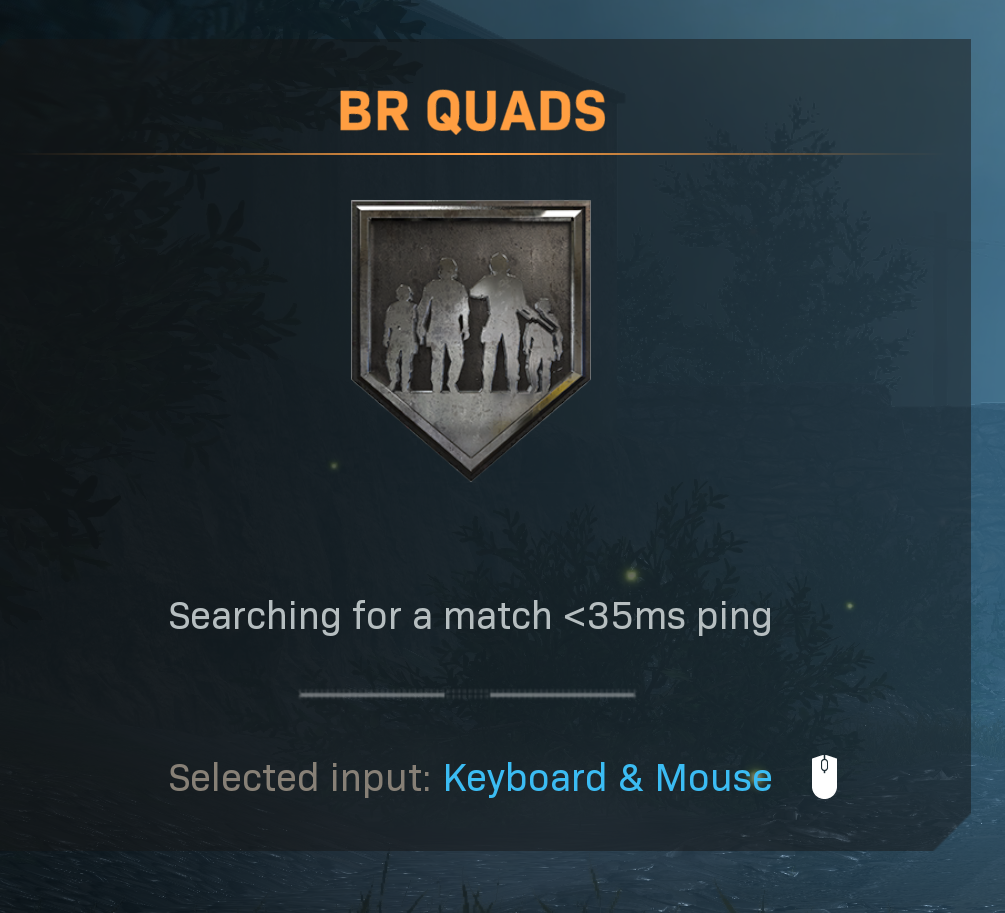 BR QUADS
Searching for a match <35ms ping
Selected input: Keyboard & Mouse